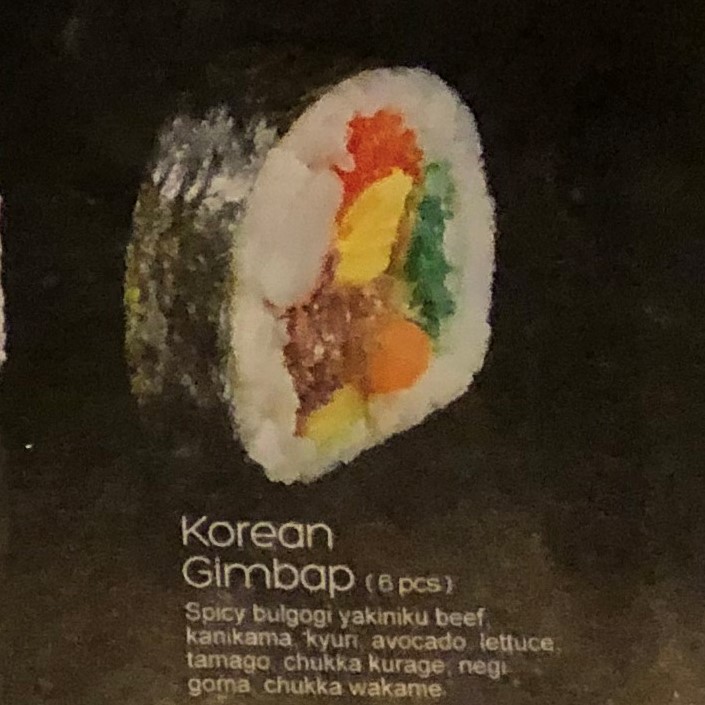 Korean
Gimbap (6 pcs)
Spicy bulgogi yakiniku beef,
kanikama, kyuri, avocado, lettuce,
tamago, chukka kurage, negi,
goma, chukka wakame.